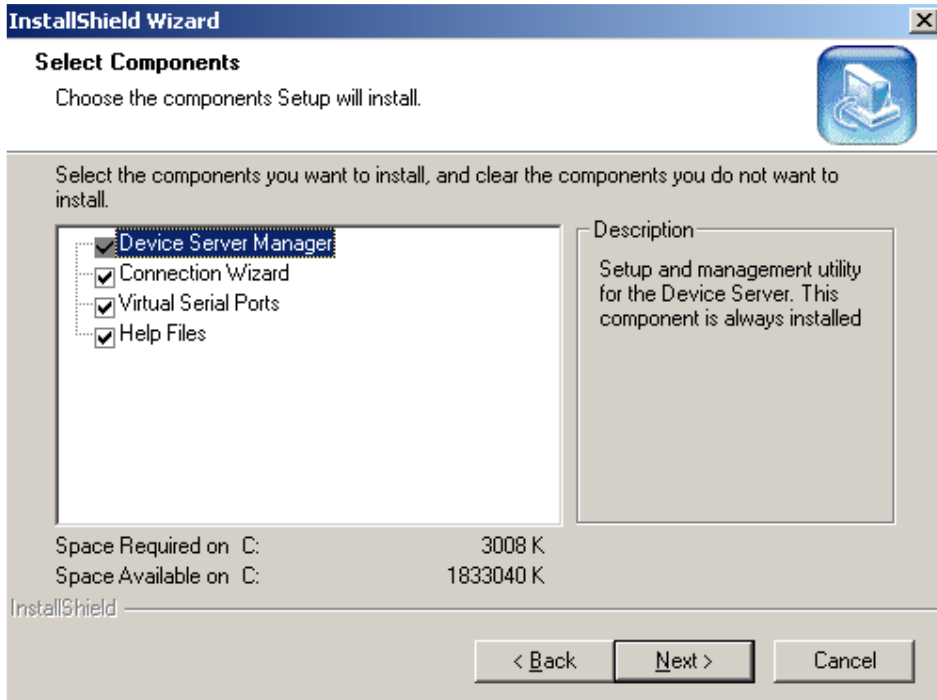 InstallShield Wizard
Select Components
Choose the components Setup will install.
Select the components you want to install, and clear the components you do not want to
install.
Device Server Manager
Connection Wizard
Virtual Serial Ports
Help Files
Description
Setup and management utility
for the Device Server. This
component is always installed
Space Required on C: 3008 K
Space Available on C: 1833040 K
InstallShield
< Back Next > Cancel